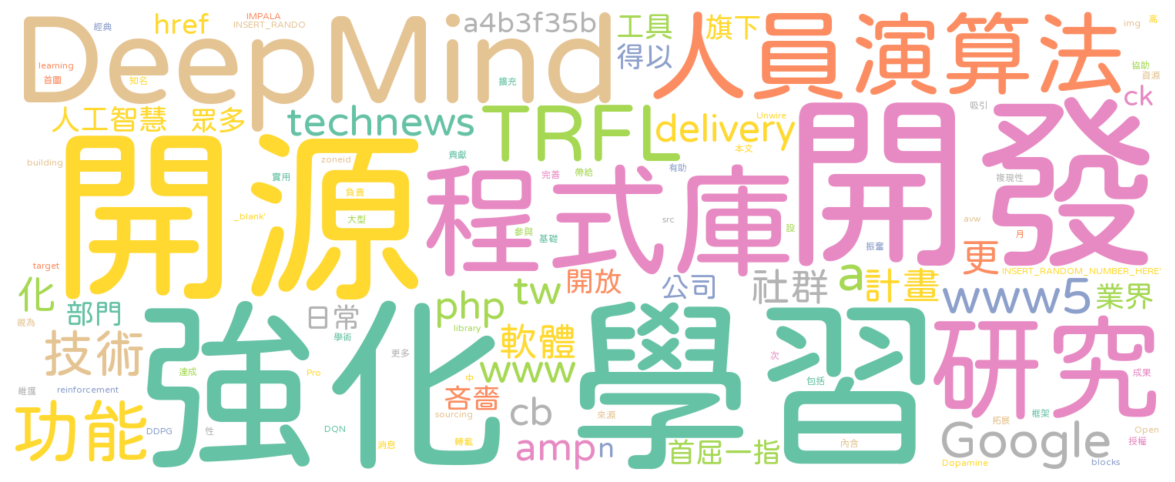 DeepMind
人員演算法
開源
開發
強化學習
程式庫
研究
TRFL
technews
delivery
Google
功能
技術
href
a4b3f35b
工具
旗下
得以
ck
人工智慧
眾多
www5
業界
計畫
社群
更
a
公司
開放
tw
php
軟體
www
吝嗇
cb
amp
n
首屈一指
日常
部門
化
經典
IMPALA
INSERT_RANDO
learning
首圖
知名
擴充
img
高
協助
資源
吸引
Unwire
本文
building
zoneid
實用
負責
_blank'
大型
貢獻
完善
帶給
有助
複現性
src
參與
基礎
avw
設
月
振奮
target
INSERT_RANDOM_NUMBER_HERE'
視為
library
學術
更多
達成
維護
reinforcement
Pro
中
次
包括
成果
sourcing
來源
拓展
框架
Open
授權
DDPG
性
DQN
消息
轉載
內含
Dopamine
blocks